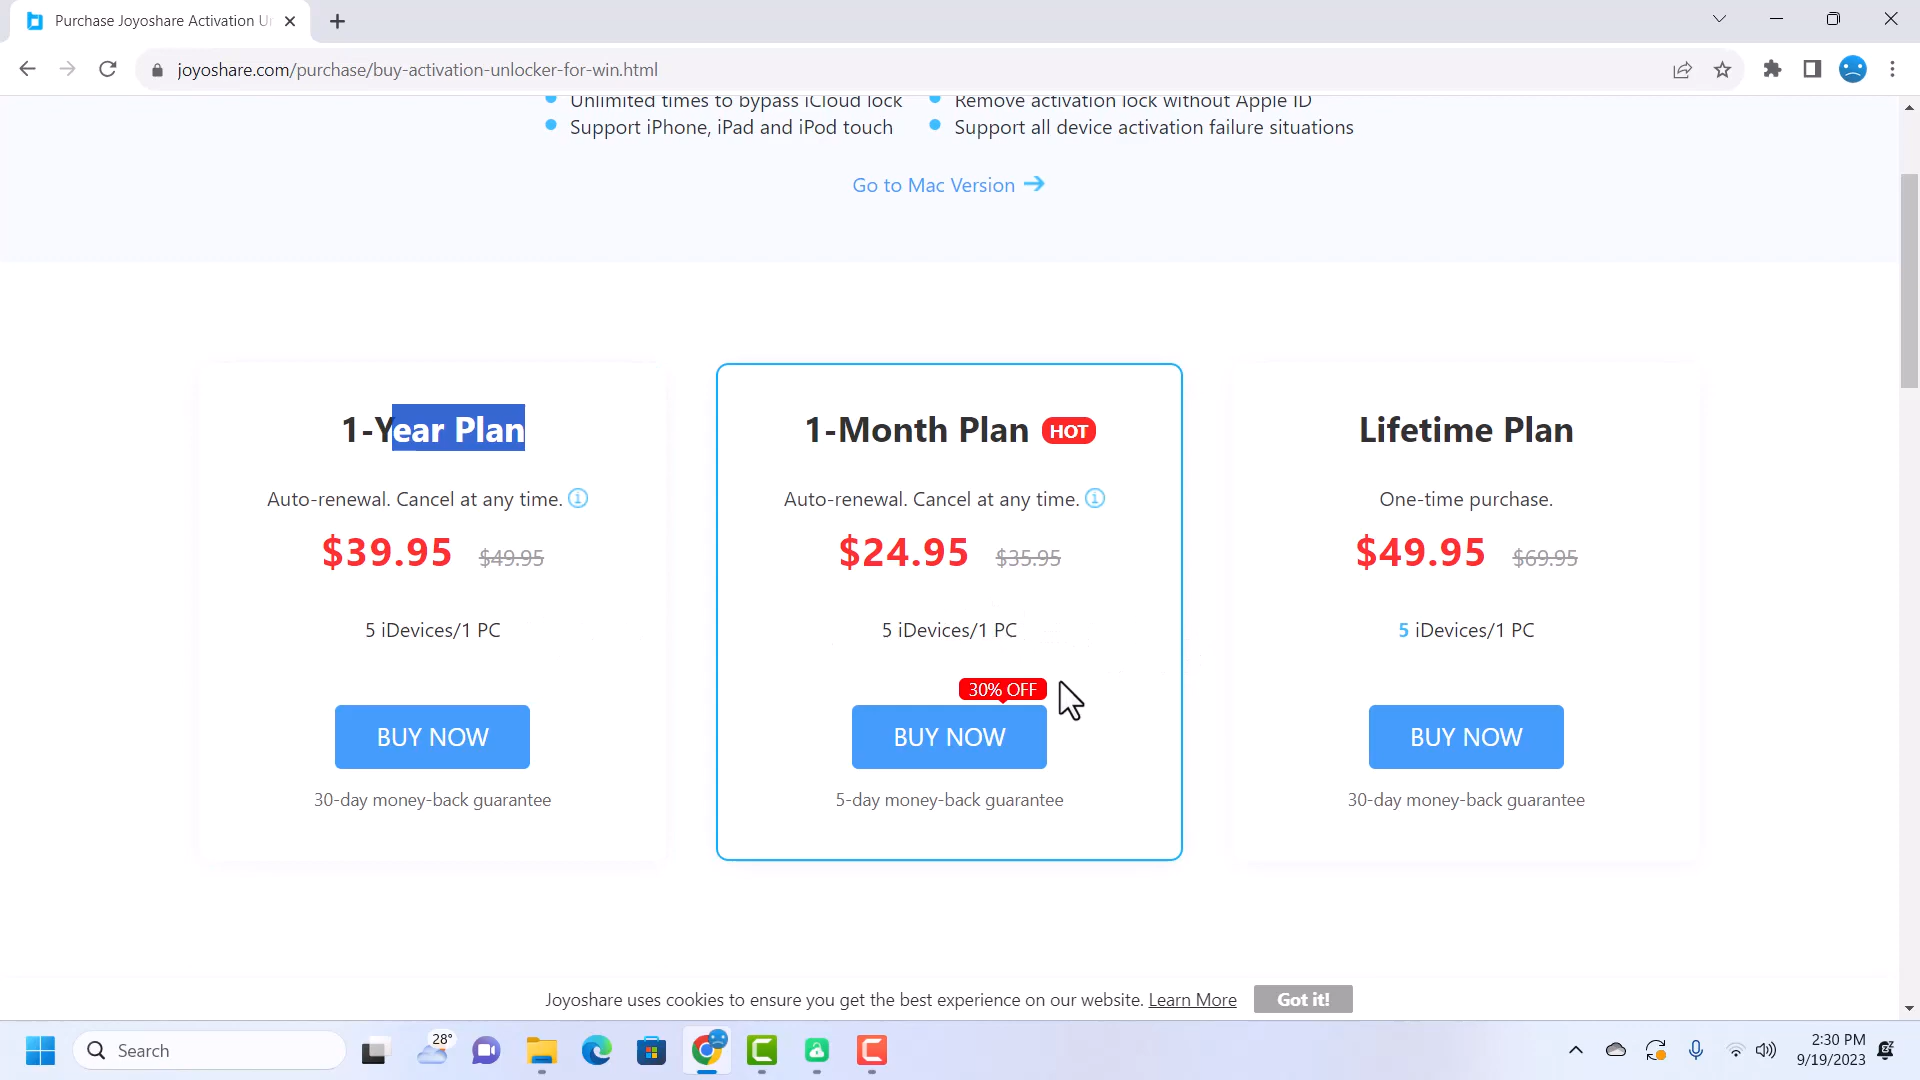 Purchase Joyoshare Activation Un
joyoshare.com/purchase/buy-activation-unlocker-for-win.html
Unlimited times to bypass iCloud lock
Remove activation lock without Apple ID
Support iPhone, iPad and iPod touch
Support all device activation failure situations
Go to Mac Version
1-Year Plan
Auto-renewal. Cancel at any time.
$39.95 $49.95
5 iDevices/1 PC
BUY NOW
30-day money-back guarantee
1-Month Plan HOT
Auto-renewal. Cancel at any time.
$24.95 $35.95
5 iDevices/1 PC
30% OFF
BUY NOW
5-day money-back guarantee
Lifetime Plan
One-time purchase.
$49.95 $69.95
5 iDevices/1 PC
BUY NOW
30-day money-back guarantee
Joyoshare uses cookies to ensure you get the best experience on our website. Learn More
Got it!
Search
28°
2:30 PM
9/19/2023